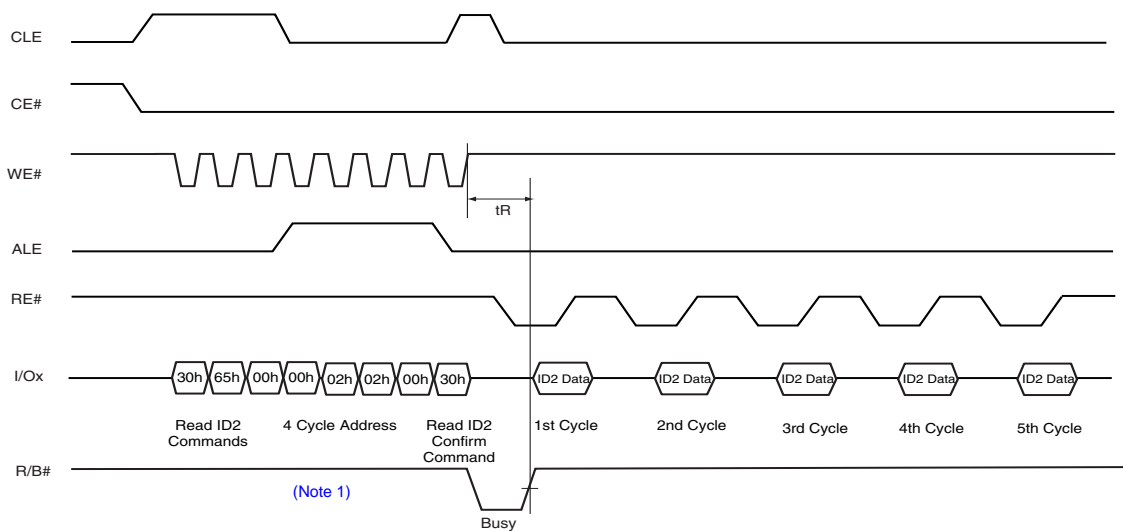 CLE
CE#
WE#
tR
ALE
RE#
I/Ox
30h 65h 00h 00h 02h 02h 00h 30h ID2 Data ID2 Data ID2 Data ID2 Data ID2 Data
Read ID2
Commands
4 Cycle Address
Read ID2
Confirm
Command
1st Cycle
2nd Cycle
3rd Cycle
4th Cycle
5th Cycle
R/B#
(Note 1)
Busy